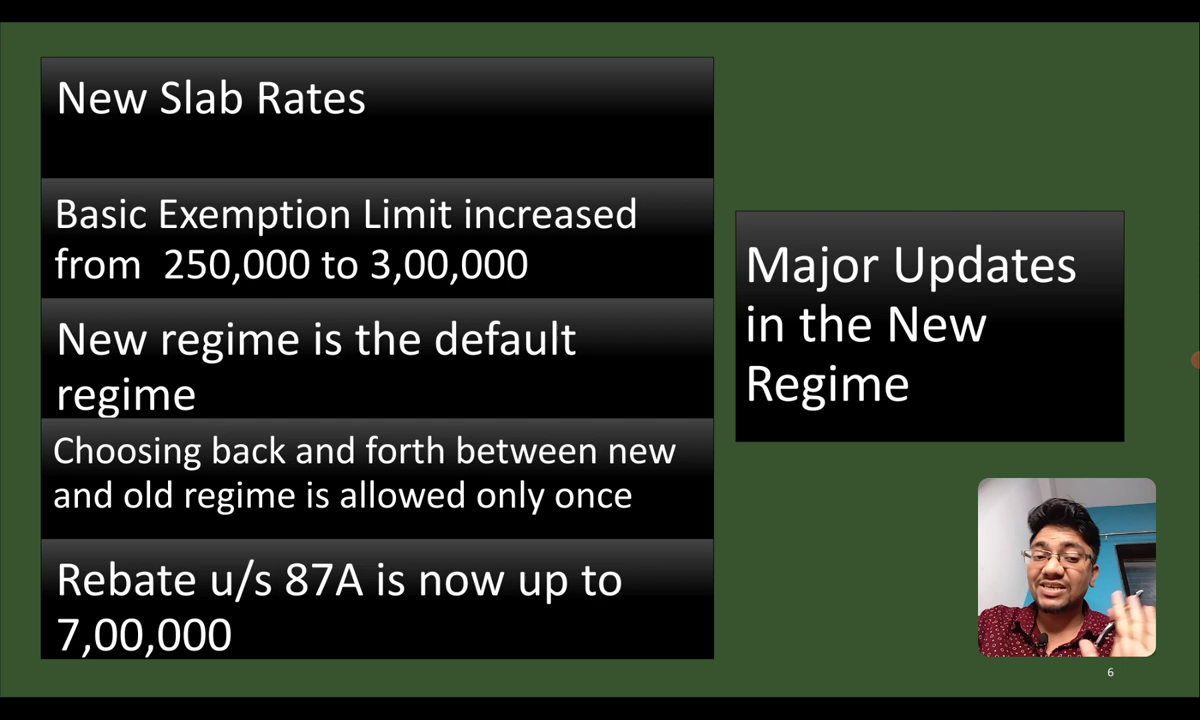 New Slab Rates
Basic Exemption Limit increased
from 250,000 to 3,00,000
New regime is the default
regime
Choosing back and forth between new
and old regime is allowed only once
Rebate u/s 87A is now up to
7,00,000
Major Updates
in the New
Regime
6